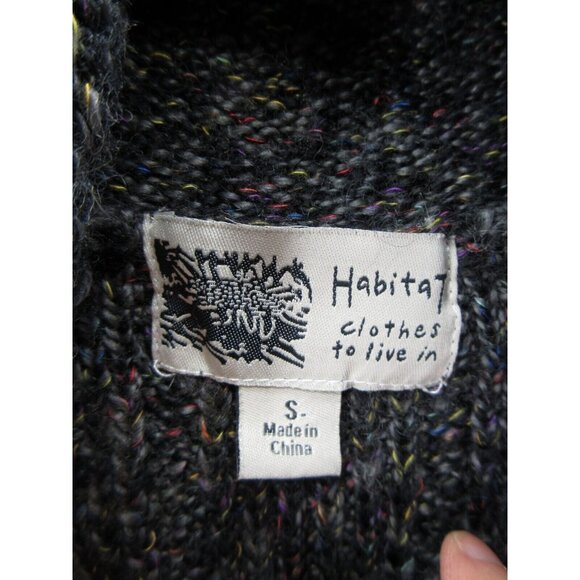 HabitaT
clothes
to live in
S.
Made in
China